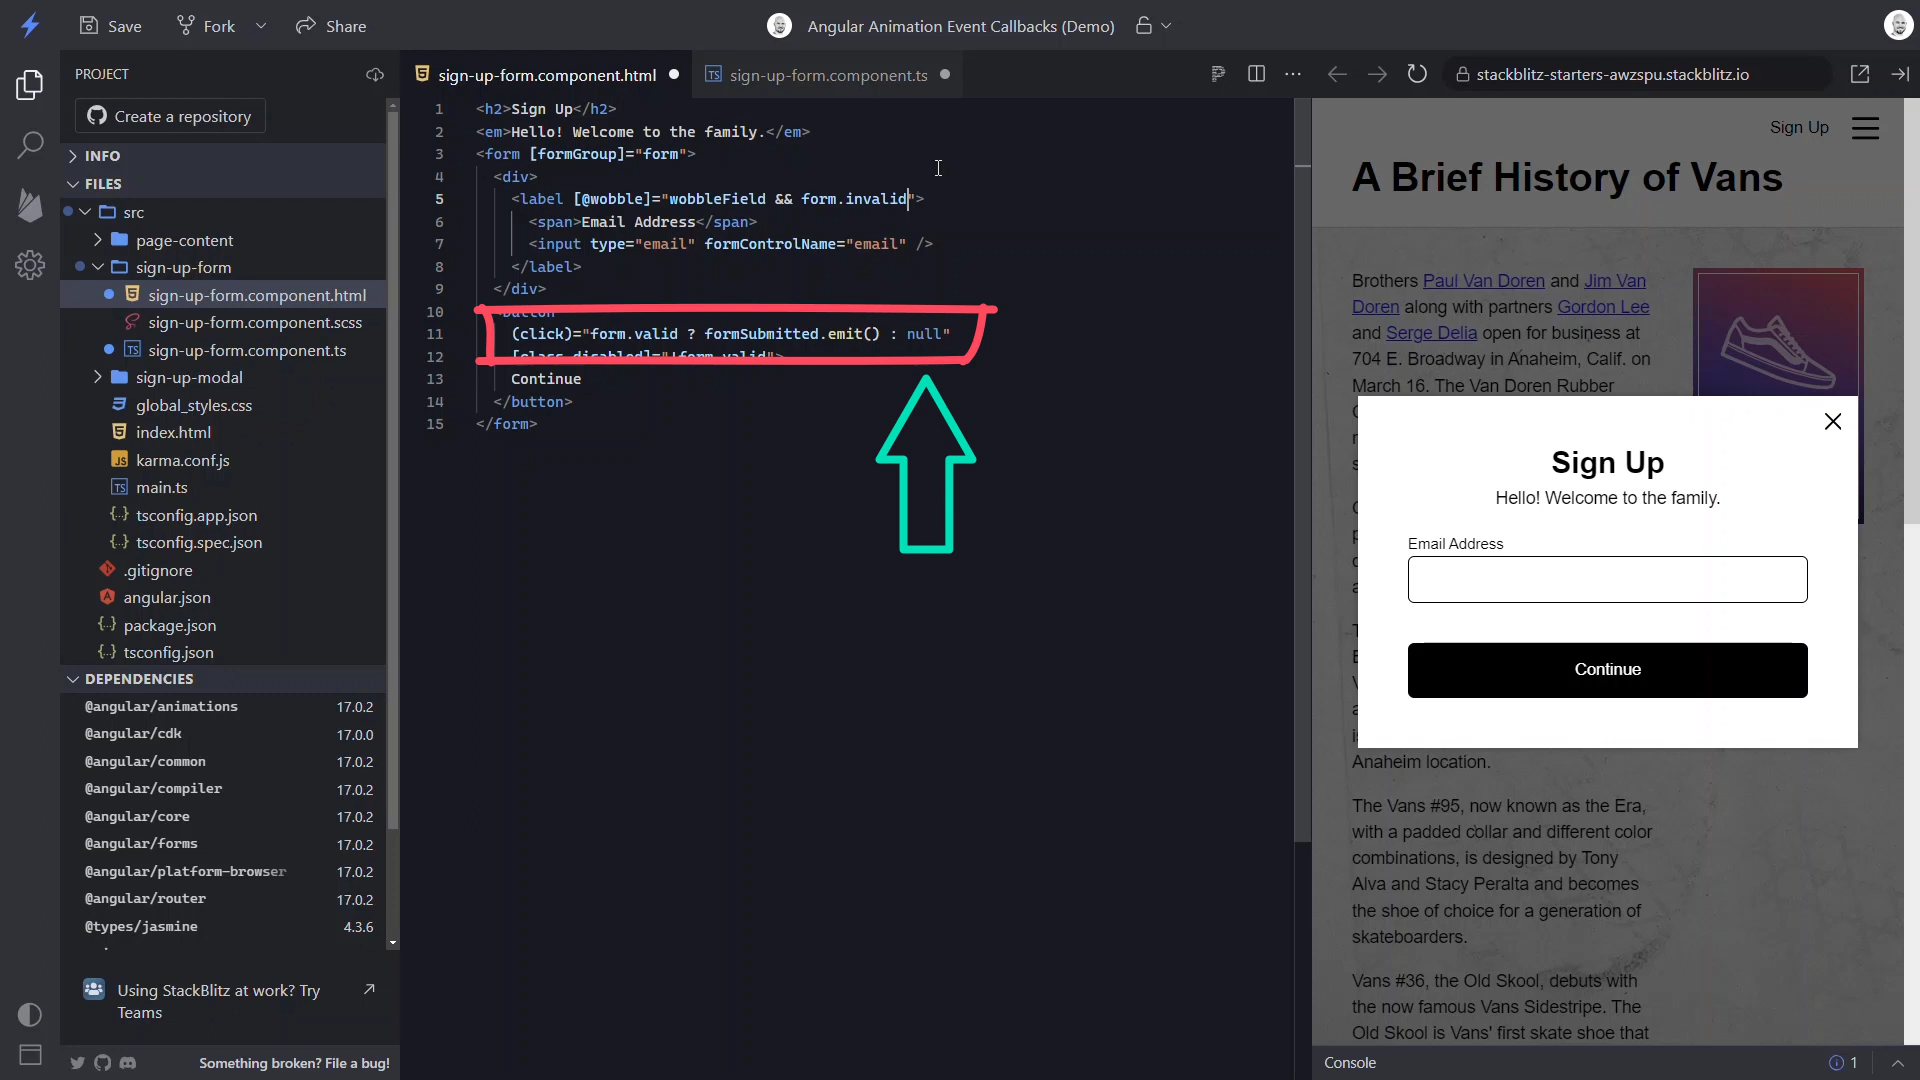 Save
Fork
Share
Angular Animation Event Callbacks (Demo)
PROJECT
Create a repository
INFO
FILES
src
page-content
sign-up-form
sign-up-form.component.html
sign-up-form.component.scss
sign-up-form.component.ts
sign-up-modal
global_styles.css
index.html
karma.conf.js
main.ts
tsconfig.app.json
tsconfig.spec.json
.gitignore
angular.json
package.json
tsconfig.json
DEPENDENCIES
@angular/animations 17.0.2
@angular/cdk 17.0.0
@angular/common 17.0.2
@angular/compiler 17.0.2
@angular/core 17.0.2
@angular/forms 17.0.2
@angular/platform-browser 17.0.2
@angular/router 17.0.2
@types/jasmine 4.3.6
Using StackBlitz at work? Try
Teams
Something broken? File a bug!
sign-up-form.component.html
sign-up-form.component.ts
1 <h2>Sign Up</h2>
2 <em>Hello! Welcome to the family.</em>
3 <form [formGroup]="form">
4 <div>
5 <label [@wobble]="wobbleField && form.invalid">
6 <span>Email Address</span>
7 <input type="email" formControlName="email" />
8 </label>
9 </div>
10 <button
11 (click)="form.valid ? formSubmitted.emit() : null"
12 [class.disabled]="!form.valid">
13 Continue
14 </button>
15 </form>
stackblitz-starters-awzspu.stackblitz.io
Sign Up
A Brief History of Vans
Brothers Paul Van Doren and Jim Van
Doren along with partners Gordon Lee
and Serge Delia open for business at
704 E. Broadway in Anaheim, Calif. on
March 16. The Van Doren Rubber
Sign Up
Hello! Welcome to the family.
Email Address
Continue
Anaheim location.
The Vans #95, now known as the Era,
with a padded collar and different color
combinations, is designed by Tony
Alva and Stacy Peralta and becomes
the shoe of choice for a generation of
skateboarders.
Vans #36, the Old Skool, debuts with
the now famous Vans Sidestripe. The
Old Skool is Vans' first skate shoe that
Console
1